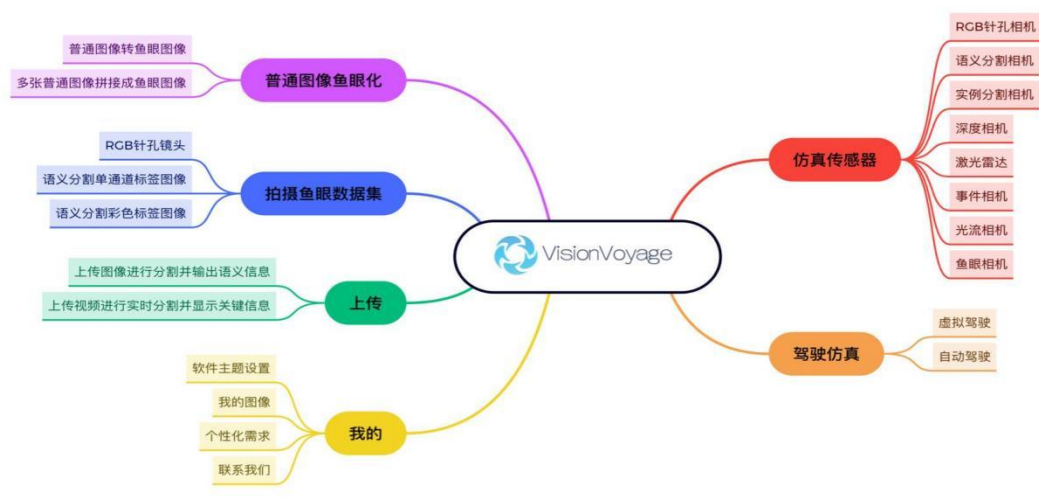 普通图像转鱼眼图像
多张普通图像拼接成鱼眼图像
普通图像鱼眼化
RGB针孔镜头
语义分割单通道标签图像
语义分割彩色标签图像
拍摄鱼眼数据集
上传图像进行分割并输出语义信息
上传视频进行实时分割并显示关键信息
上传
软件主题设置
我的图像
个性化需求
联系我们
我的
VisionVoyage
仿真传感器
RGB针孔相机
语义分割相机
实例分割相机
深度相机
激光雷达
事件相机
光流相机
鱼眼相机
驾驶仿真
虚拟驾驶
自动驾驶